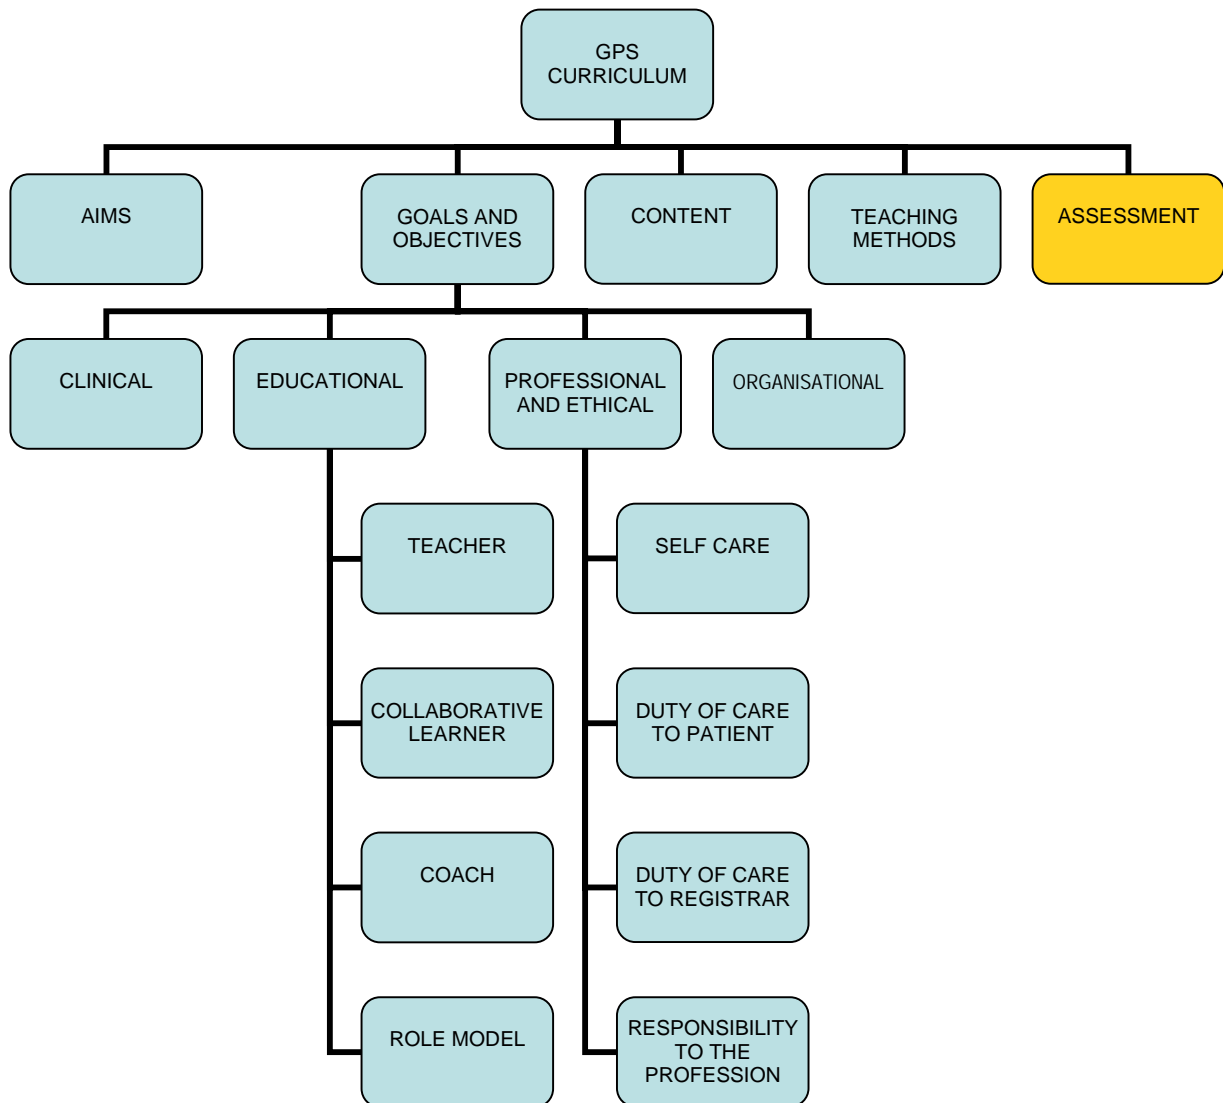 GPS
CURRICULUM
AIMS
GOALS AND
OBJECTIVES
CONTENT
TEACHING
METHODS
ASSESSMENT
CLINICAL
EDUCATIONAL
PROFESSIONAL
AND ETHICAL
ORGANISATIONAL
TEACHER
SELF CARE
COLLABORATIVE
LEARNER
DUTY OF CARE
TO PATIENT
COACH
DUTY OF CARE
TO REGISTRAR
ROLE MODEL
RESPONSIBILITY
TO THE
PROFESSION